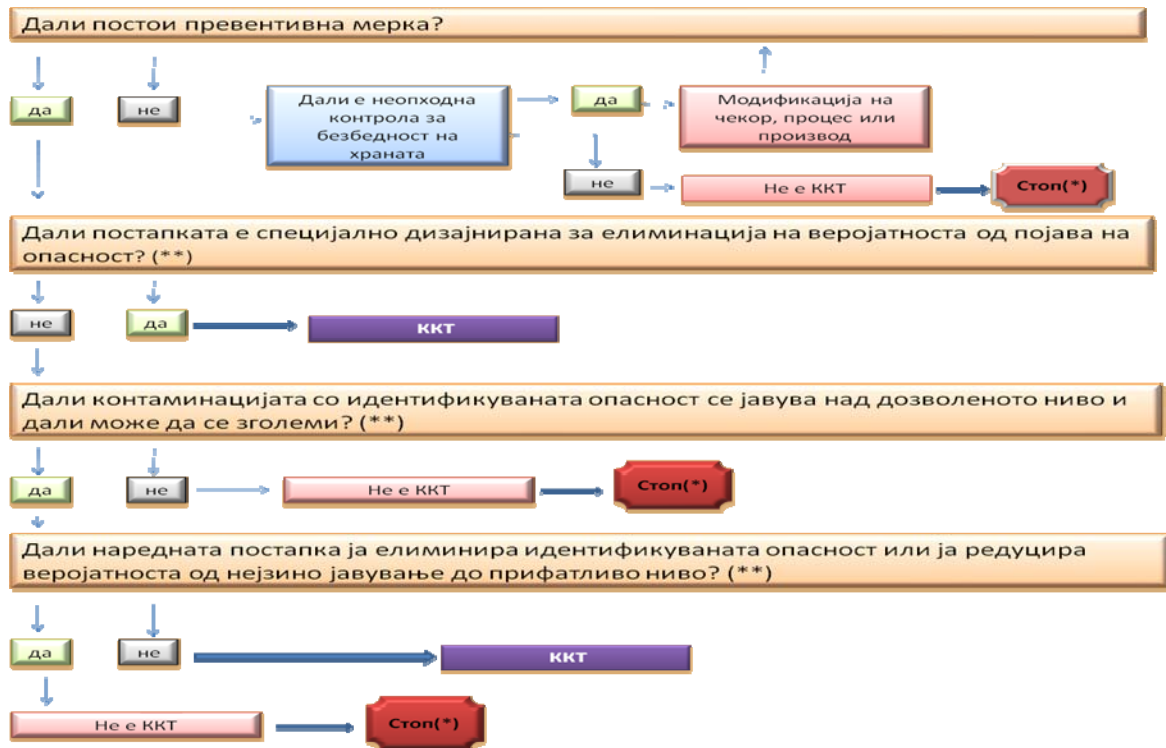 Дали постои превентивна мерка?
да
не
Дали е неопходна
контрола за
безбедност на
храната
да
Модификација на
чекор, процес или
производ
не
Не е ККТ
Стоп(*)
Дали постапката е специјално дизајнирана за елиминација на веројатноста од појава на
опасност? (**)
не
да
ККТ
Дали контаминацијата со идентификуваната опасност се јавува над дозволеното ниво и
дали може да се зголеми? (**)
да
не
Не е ККТ
Стоп(*)
Дали наредната постапка ја елиминира идентификуваната опасност или ја редуцира
веројатноста од нејзино јавување до прифатливо ниво? (**)
да
не
ККТ
Не е ККТ
Стоп(*)